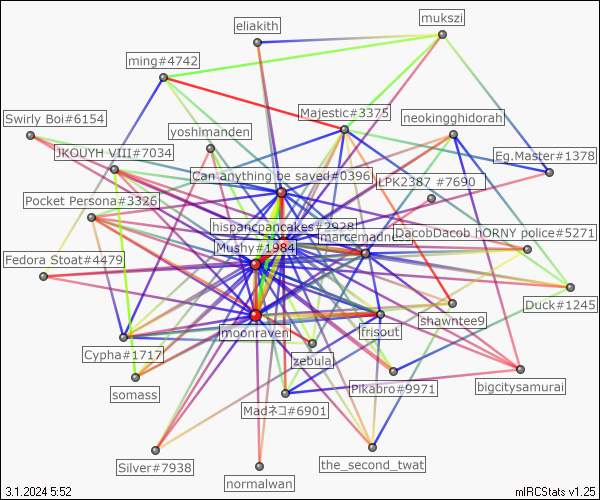 mukszi
eliakith
ming#4742
Majestic#3375
neokingghidorah
Swirly Boi#6154
yoshimanden
JKOUYH VIII#7034
Eg.Master#1378
Can anything be saved#0396
LPK2387 #7690
Pocket Persona#3326
hispancpancakes#2928
DacobDacob hORNY police#5271
marcemadness
Mushy#1984
Fedora Stoat#4479
Duck#1245
shawntee9
moonraven
frisout
Cypha#1717
zebula
bigcitysamurai
Pikabro#9971
somass
Madネコ#6901
Silver#7938
the_second_twat
normalwan
3.1.2024 5:52
mIRCStats v1.25